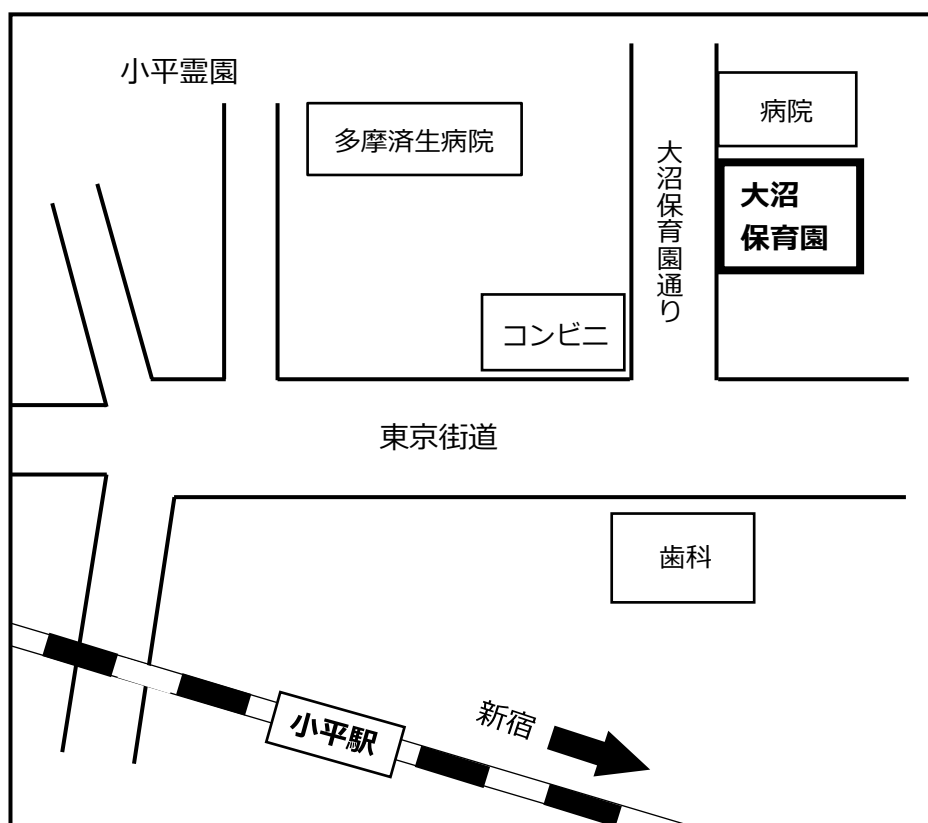 小平霊園
多摩済生病院
病院
大沼保育園通り
大沼
保育園
コンビニ
東京街道
歯科
小平駅
新宿